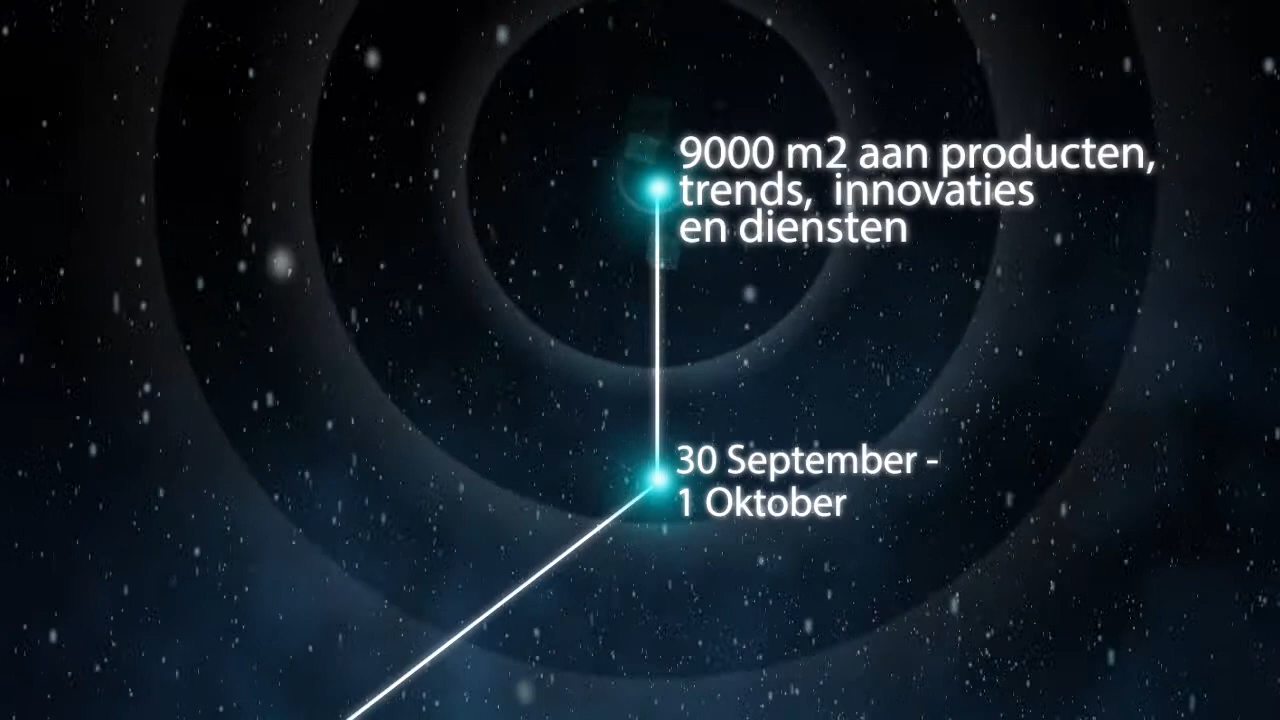 9000 m2 aan producten,
trends, innovaties
en diensten
30 September -
1 Oktober